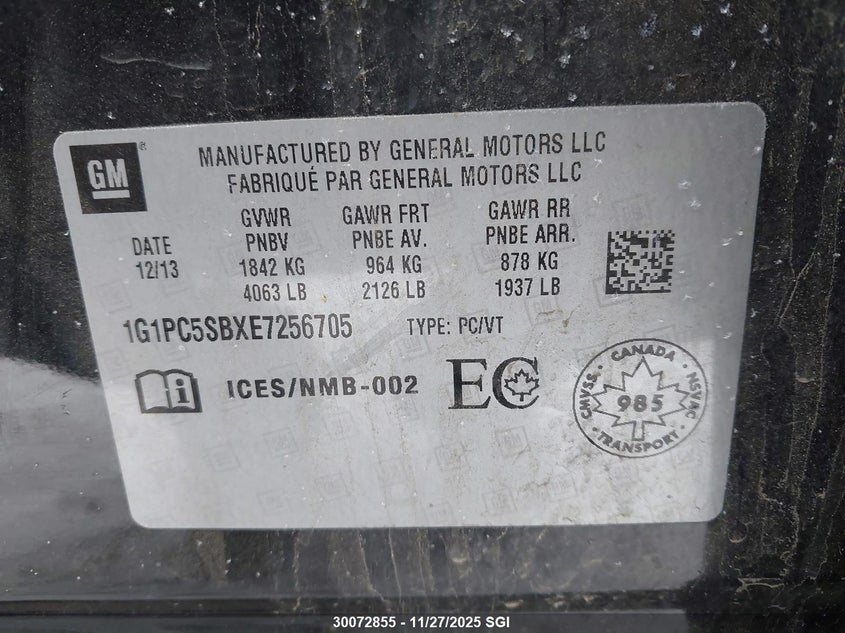 GM
MANUFACTURED BY GENERAL MOTORS LLC
FABRIQUÉ PAR GENERAL MOTORS LLC
DATE
12/13
GVWR
PNBV
1842 KG
4063 LB
GAWR FRT
PNBE AV.
964 KG
2126 LB
GAWR RR
PNBE ARR.
878 KG
1937 LB
1G1PC5SBXE7256705 TYPE: PC/VT
i ICES/NMB-002 EC
CANADA
CMVSS 985 NSVAC
TRANSPORT
30072855 - 11/27/2025 SGI